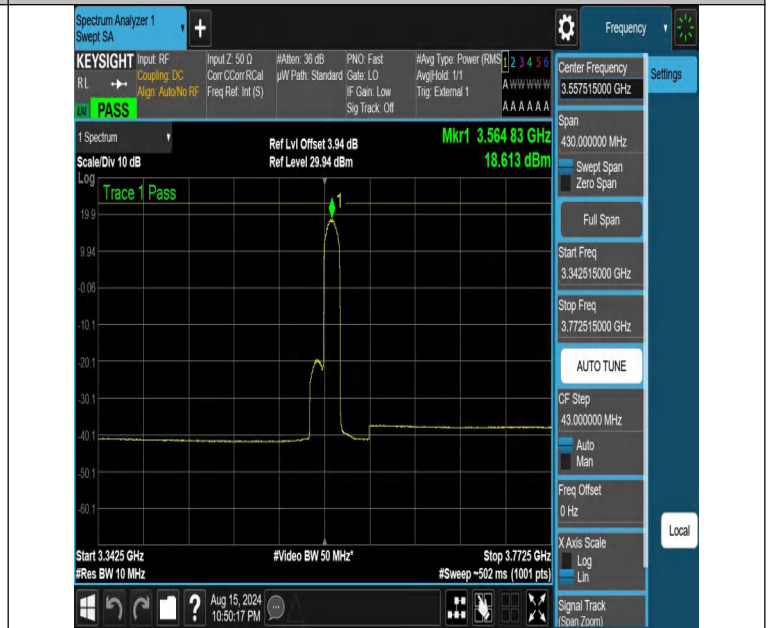 Spectrum Analyzer 1
Swept SA
+
Frequency
KEYSIGHT
RL
PASS
Input: RF
Coupling: DC
Align: Auto/No RF
Input Z: 50 Ω
Corr CCorr RCal
Freq Ref: Int (S)
#Atten: 36 dB
µW Path: Standard
PNO: Fast
Gate: LO
IF Gain: Low
Sig Track: Off
#Avg Type: Power (RMS
Avg|Hold: 1/1
Trig: External 1
1 2 3 4 5 6
A W W W W W
A A A A A A
1 Spectrum
Scale/Div 10 dB
Ref Lvl Offset 3.94 dB
Ref Level 29.94 dBm
Mkr1 3.564 83 GHz
18.613 dBm
Log
Trace 1 Pass
1
19.9
9.94
-0.06
-10.1
-20.1
-30.1
-40.1
-50.1
-60.1
Start 3.3425 GHz
#Res BW 10 MHz
#Video BW 50 MHz*
Stop 3.7725 GHz
#Sweep ~502 ms (1001 pts)
Center Frequency
3.557515000 GHz
Settings
Span
430.000000 MHz
Swept Span
Zero Span
Full Span
Start Freq
3.342515000 GHz
Stop Freq
3.772515000 GHz
AUTO TUNE
CF Step
43.000000 MHz
Auto
Man
Freq Offset
0 Hz
X Axis Scale
Log
Lin
Local
Signal Track
(Span Zoom)
?
Aug 15, 2024
10:50:17 PM